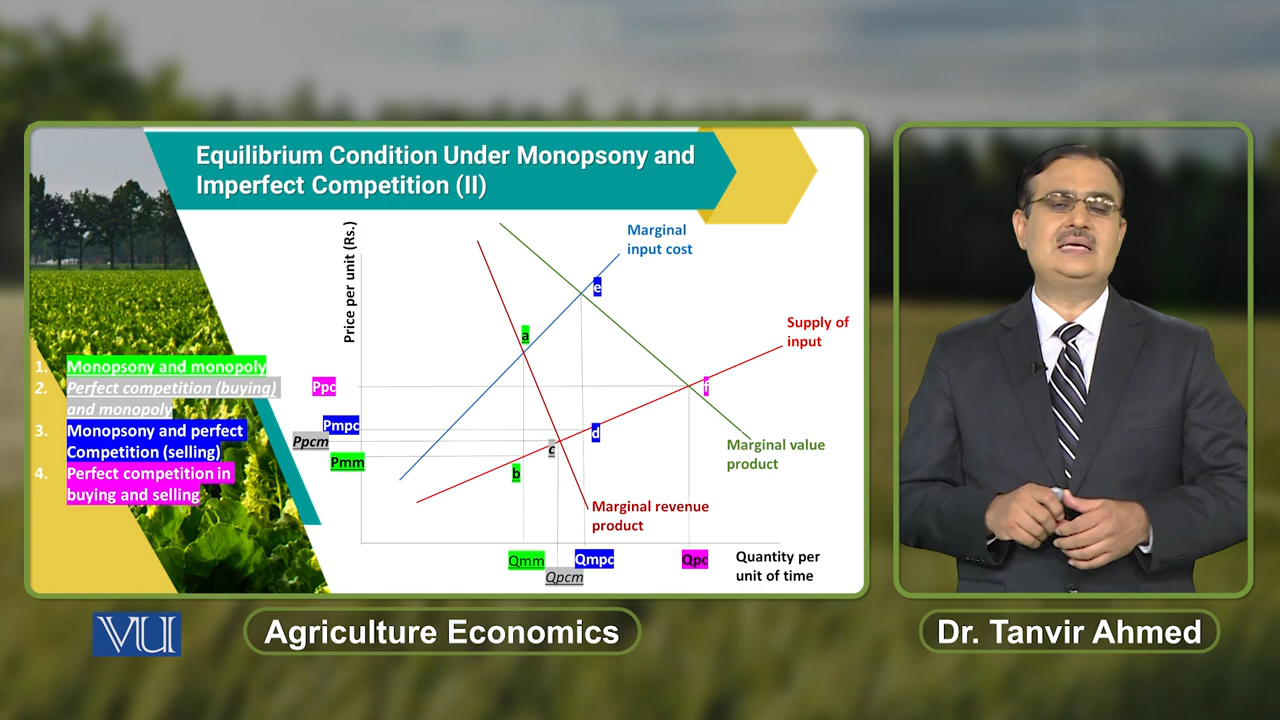 Equilibrium Condition Under Monopsony and
Imperfect Competition (II)
Price per unit (Rs.)
Marginal
input cost
e
a
Supply of
input
1. Monopsony and monopoly
2. Perfect competition (buying)
and monopoly
3. Monopsony and perfect
Competition (selling)
4. Perfect competition in
buying and selling
Ppc
f
Pmpc
Ppcm
Pmm
d
c
b
Marginal value
product
Marginal revenue
product
Qmm
Qpcm
Qmpc
Qpc
Quantity per
unit of time
VU
Agriculture Economics
Dr. Tanvir Ahmed